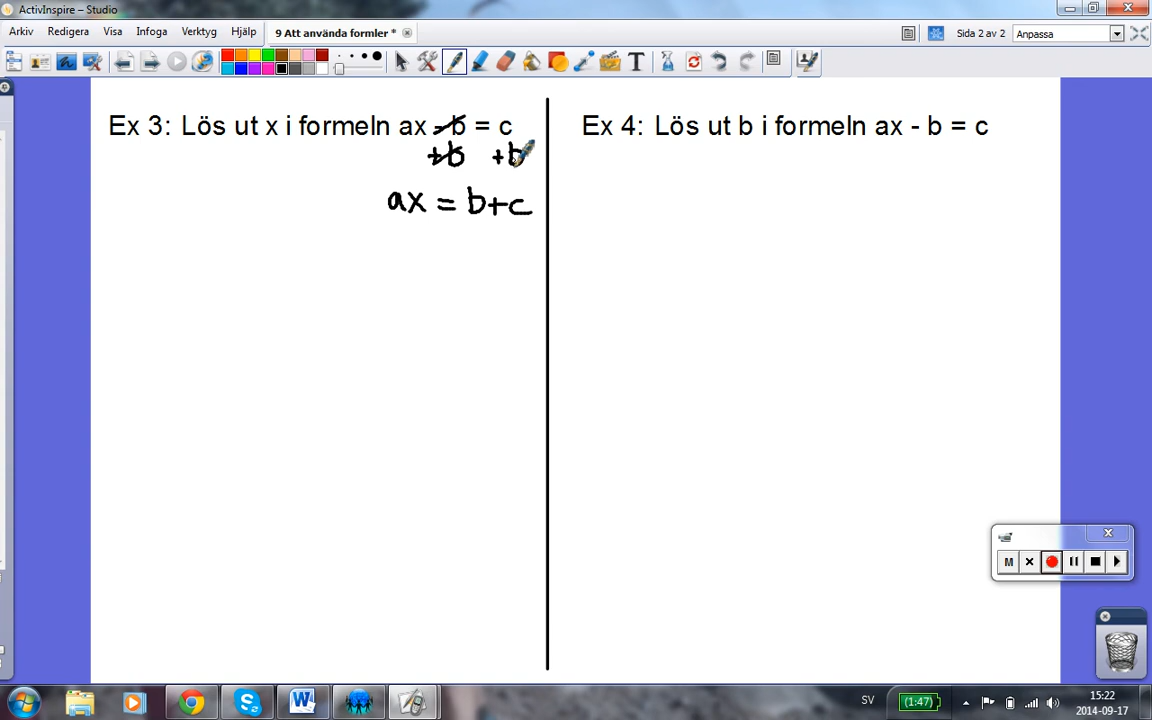 ActivInspire – Studio
Arkiv Redigera Visa Infoga Verktyg Hjälp 9 Att använda formler * Sida 2 av 2 Anpassa
Ex 3: Lös ut x i formeln ax - b = c
+b +b
ax = b+c
Ex 4: Lös ut b i formeln ax - b = c
M
SV (1:47) 15:22
2014-09-17